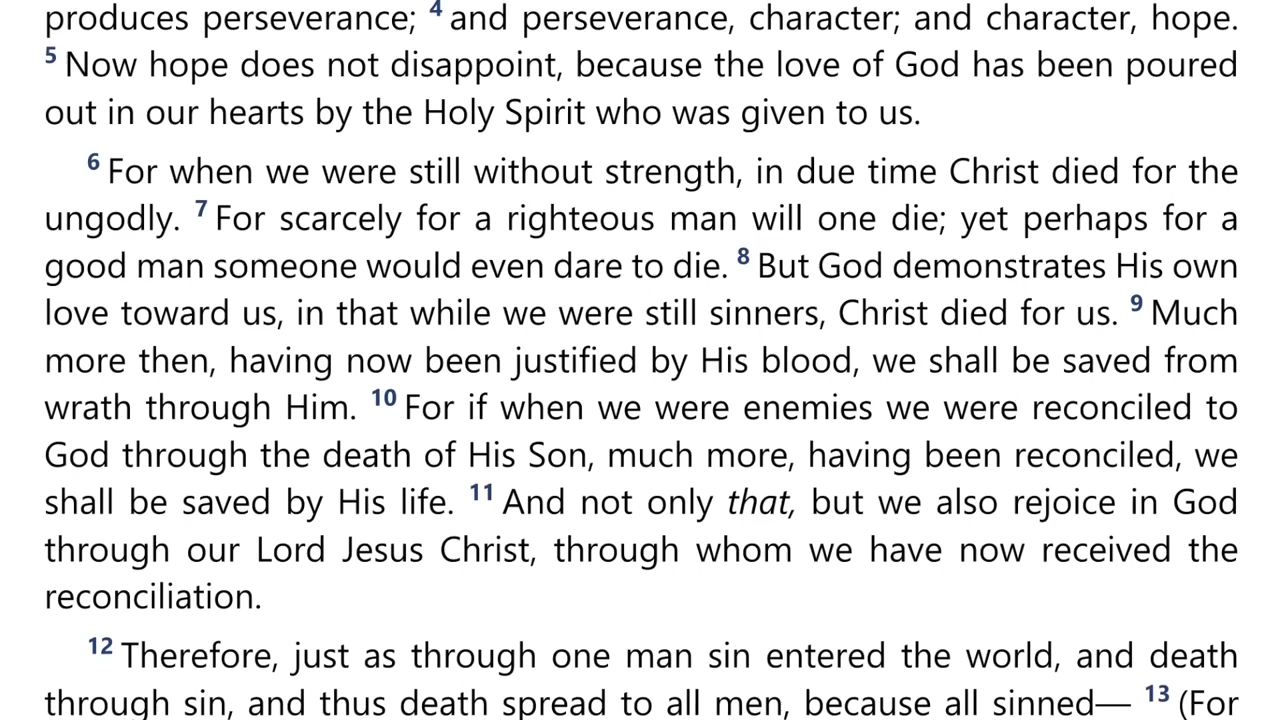 produces perseverance; 4 and perseverance, character; and character, hope.
5 Now hope does not disappoint, because the love of God has been poured
out in our hearts by the Holy Spirit who was given to us.
6 For when we were still without strength, in due time Christ died for the
ungodly. 7 For scarcely for a righteous man will one die; yet perhaps for a
good man someone would even dare to die. 8 But God demonstrates His own
love toward us, in that while we were still sinners, Christ died for us. 9 Much
more then, having now been justified by His blood, we shall be saved from
wrath through Him. 10 For if when we were enemies we were reconciled to
God through the death of His Son, much more, having been reconciled, we
shall be saved by His life. 11 And not only that, but we also rejoice in God
through our Lord Jesus Christ, through whom we have now received the
reconciliation.
12 Therefore, just as through one man sin entered the world, and death
through sin, and thus death spread to all men, because all sinned— 13 (For